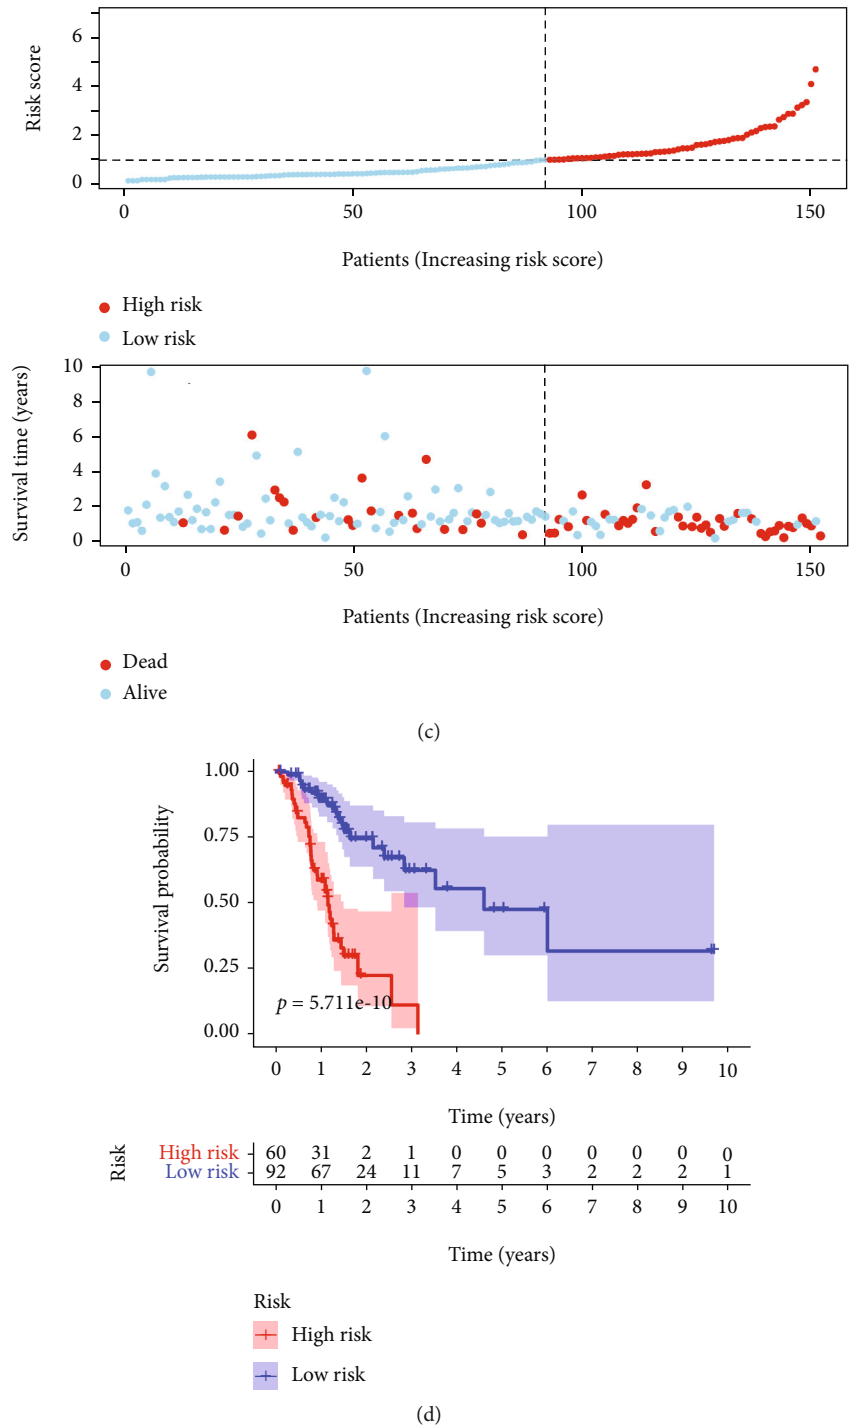 Risk score
6
4
2
0
0 50 100 150
Patients (Increasing risk score)
High risk
Low risk
Survival time (years)
10
8
6
4
2
0
0 50 100 150
Patients (Increasing risk score)
Dead
Alive
(c)
Survival probability
1.00
0.75
0.50
0.25
0.00
p = 5.711e-10
0 1 2 3 4 5 6 7 8 9 10
Time (years)
Risk
High risk 60 31 2 1 0 0 0 0 0 0 0
Low risk 92 67 24 11 7 5 3 2 2 2 1
0 1 2 3 4 5 6 7 8 9 10
Time (years)
Risk
High risk
Low risk
(d)